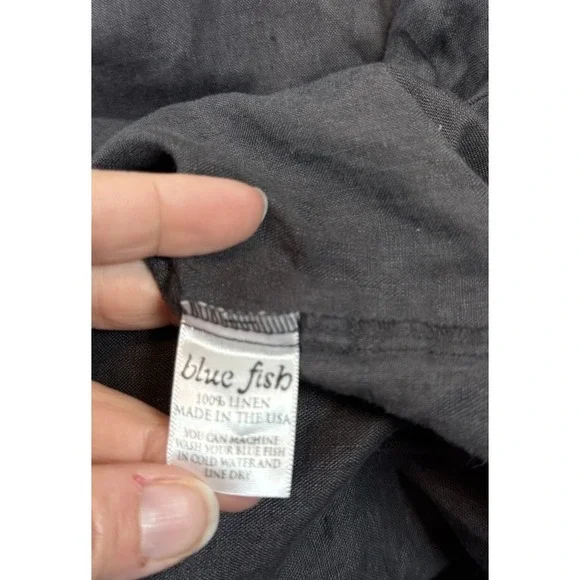 blue fish
100% LINEN
MADE IN THE USA
YOU CAN MACHINE
WASH YOUR BLUE FISH
IN COLD WATER AND
LINE DRY.